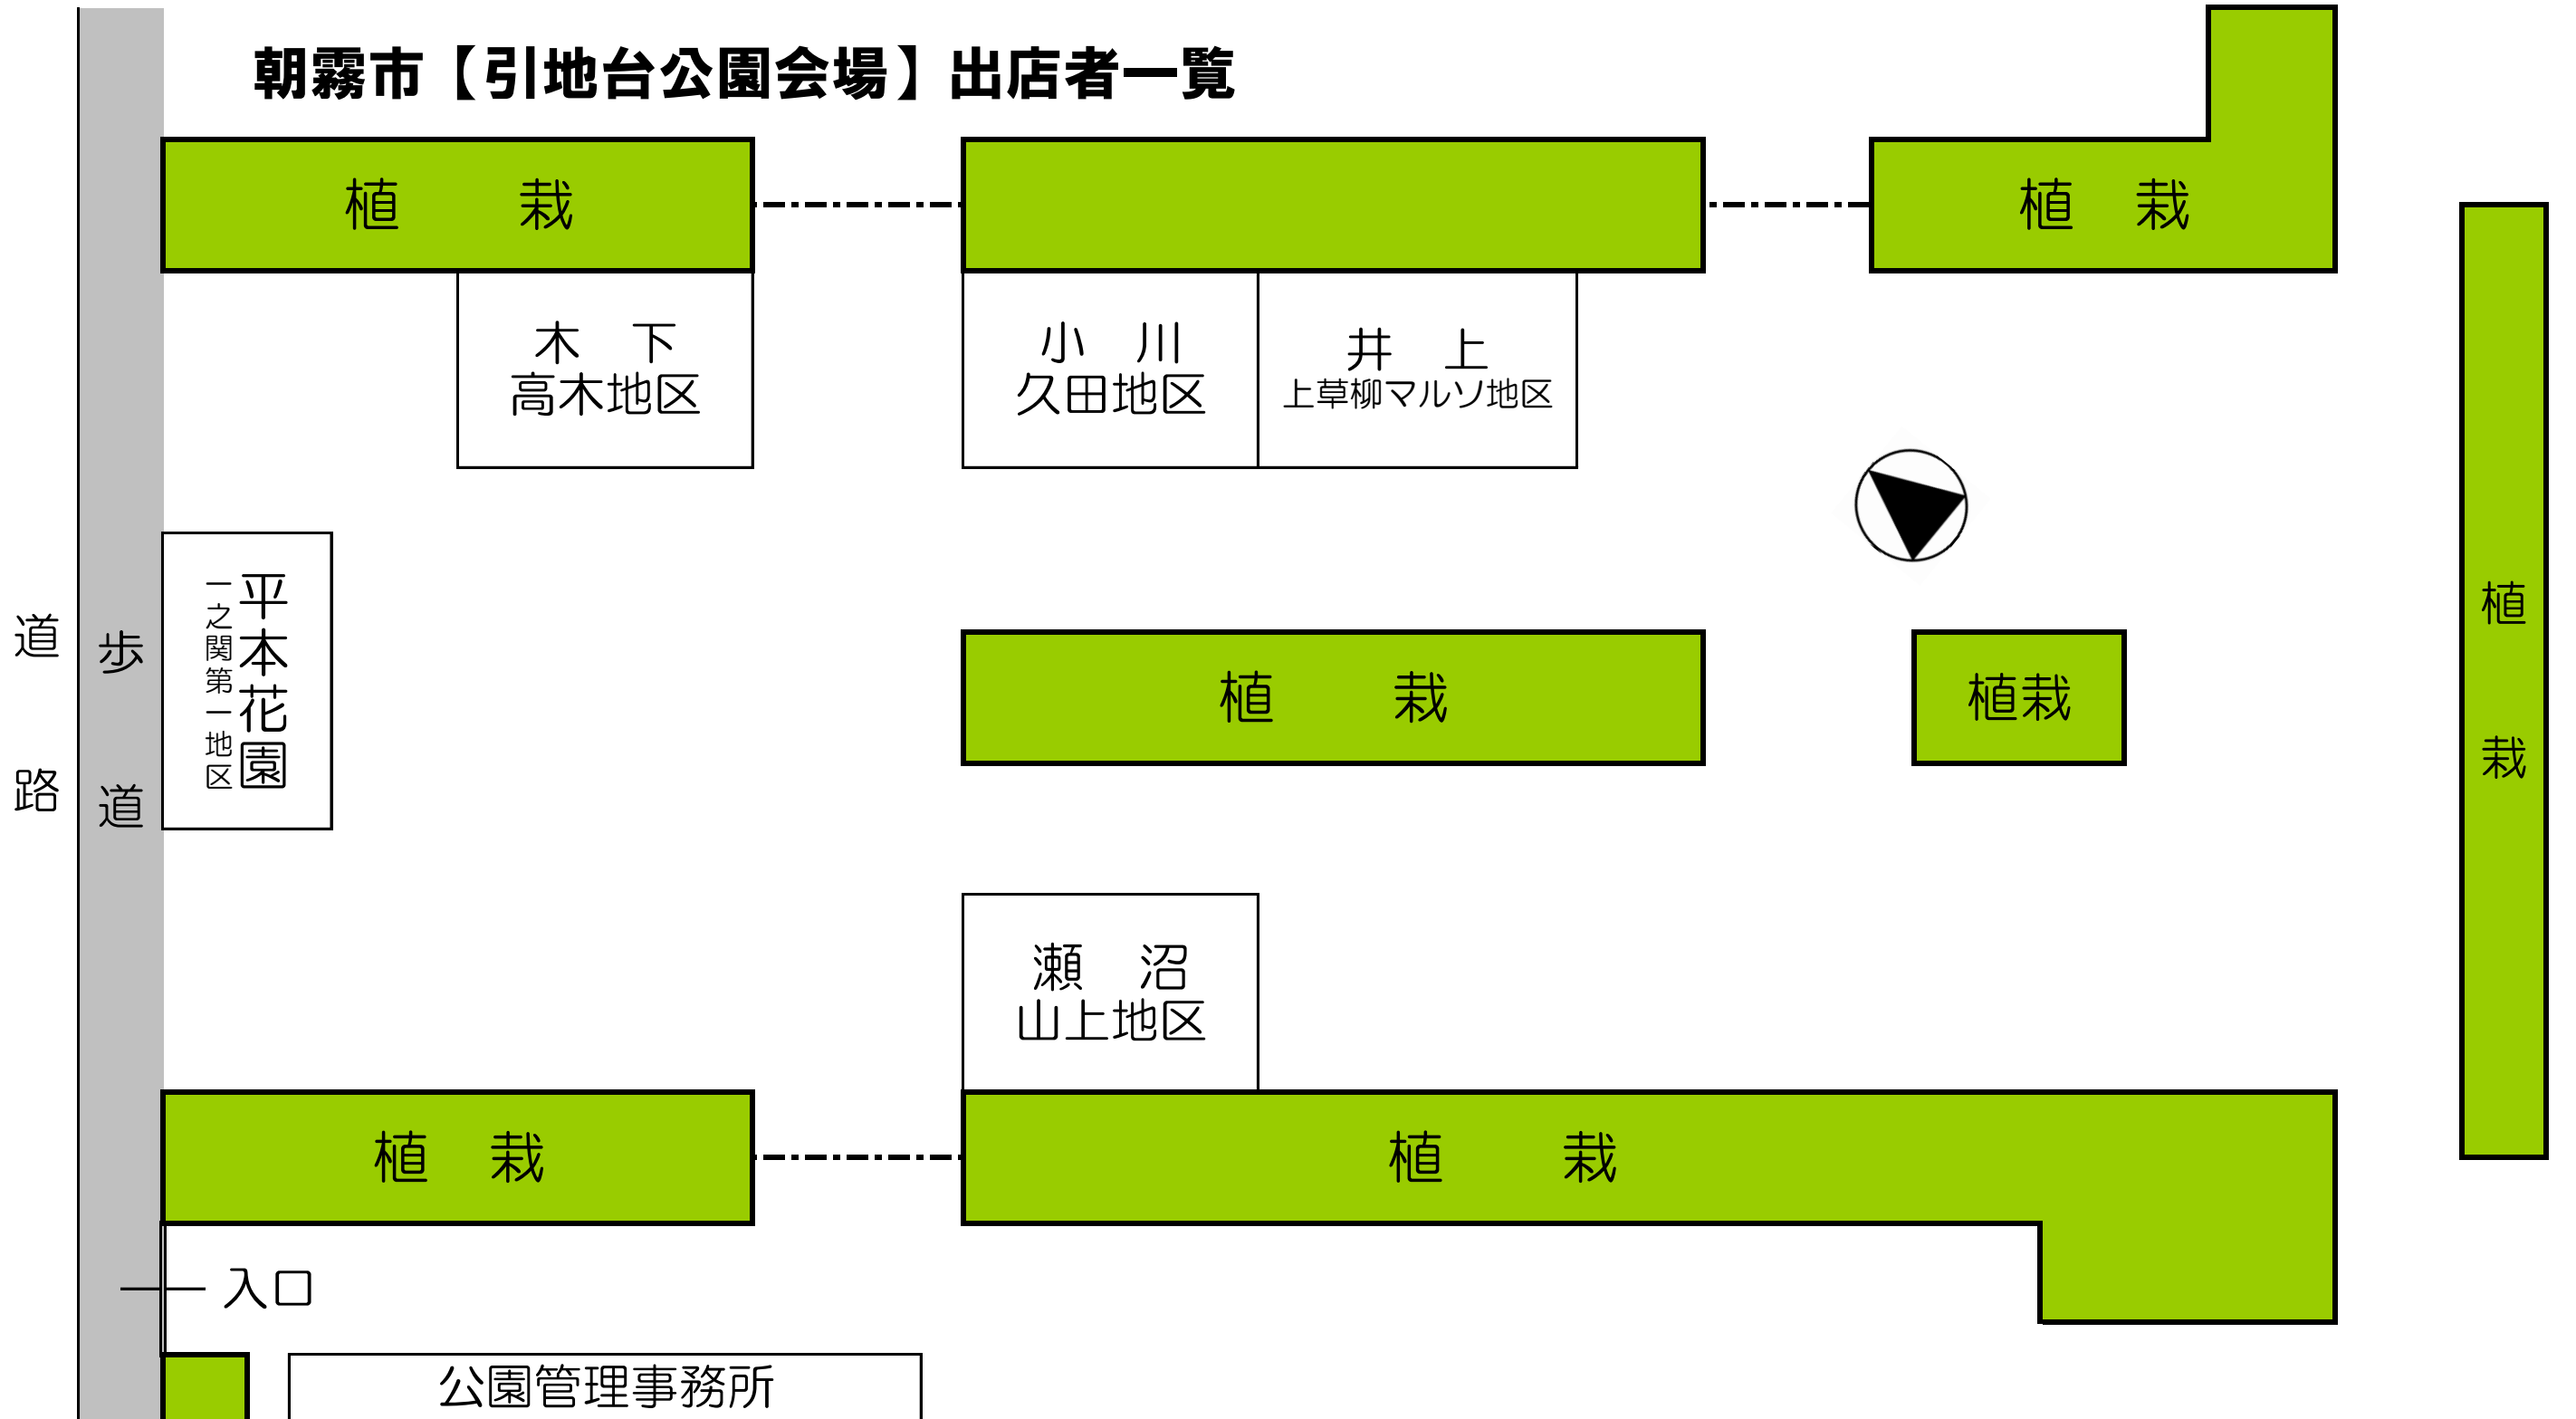 朝霧市【引地台公園会場】出店者一覧
植　栽
植　栽
木　下
高木地区
小　川
久田地区
井　上
上草柳マルソ地区
平本花園
一之関第一地区
道　路
歩　道
植　栽
植栽
植　栽
瀬　沼
山上地区
植　栽
植　栽
入口
公園管理事務所